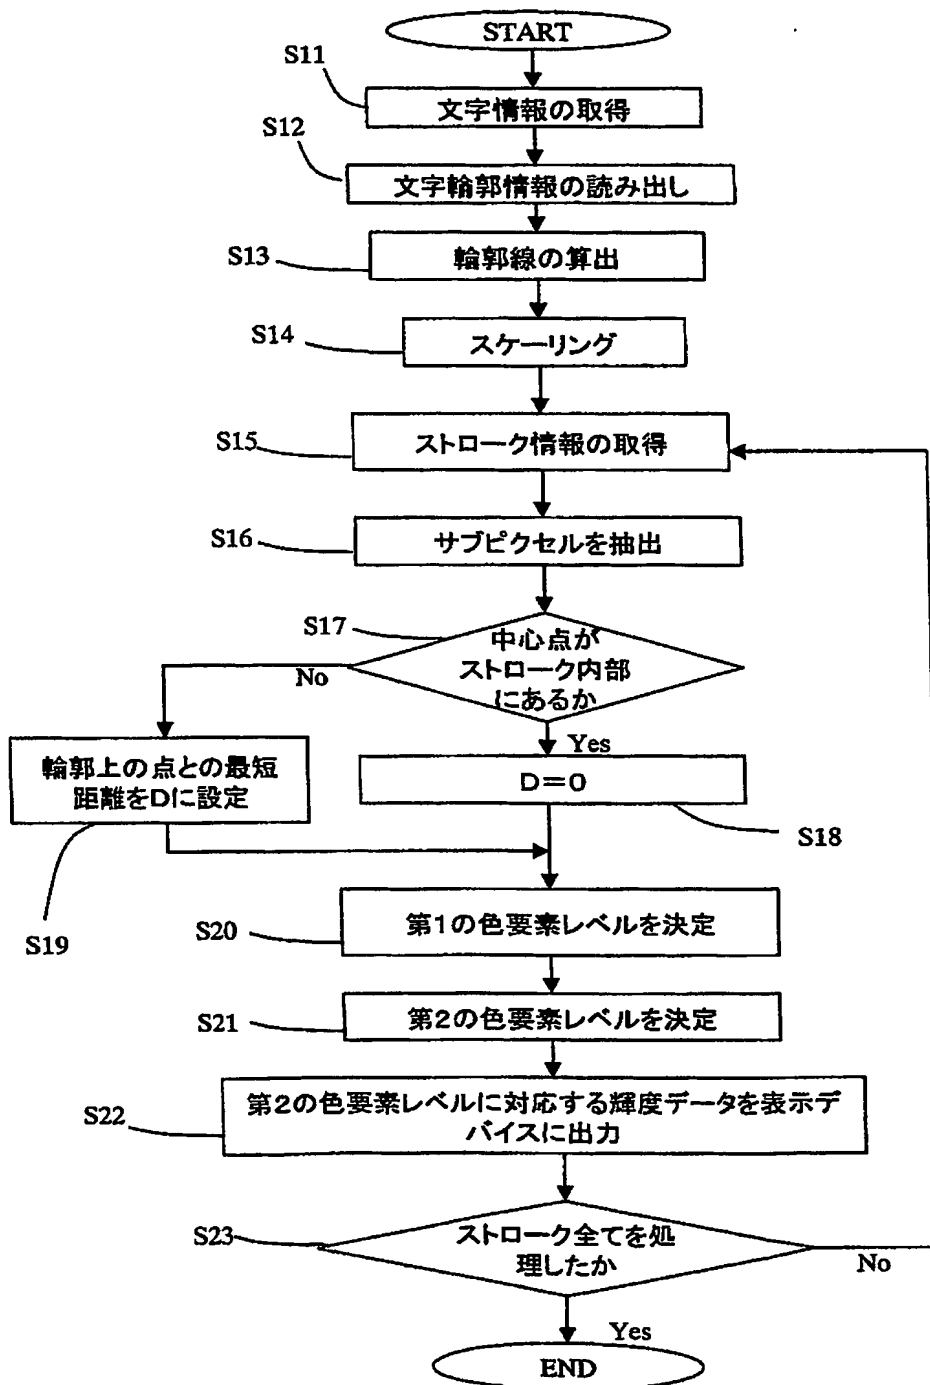 START
S11
文字情報の取得
S12
文字輪郭情報の読み出し
S13
輪郭線の算出
S14
スケーリング
S15
ストローク情報の取得
S16
サブピクセルを抽出
S17
中心点が
ストローク内部
にあるか
No
Yes
輪郭上の点との最短
距離をDに設定
D=0
S18
S19
S20
第1の色要素レベルを決定
S21
第2の色要素レベルを決定
S22
第2の色要素レベルに対応する輝度データを表示デ
バイスに出力
S23
ストローク全てを処
理したか
No
Yes
END